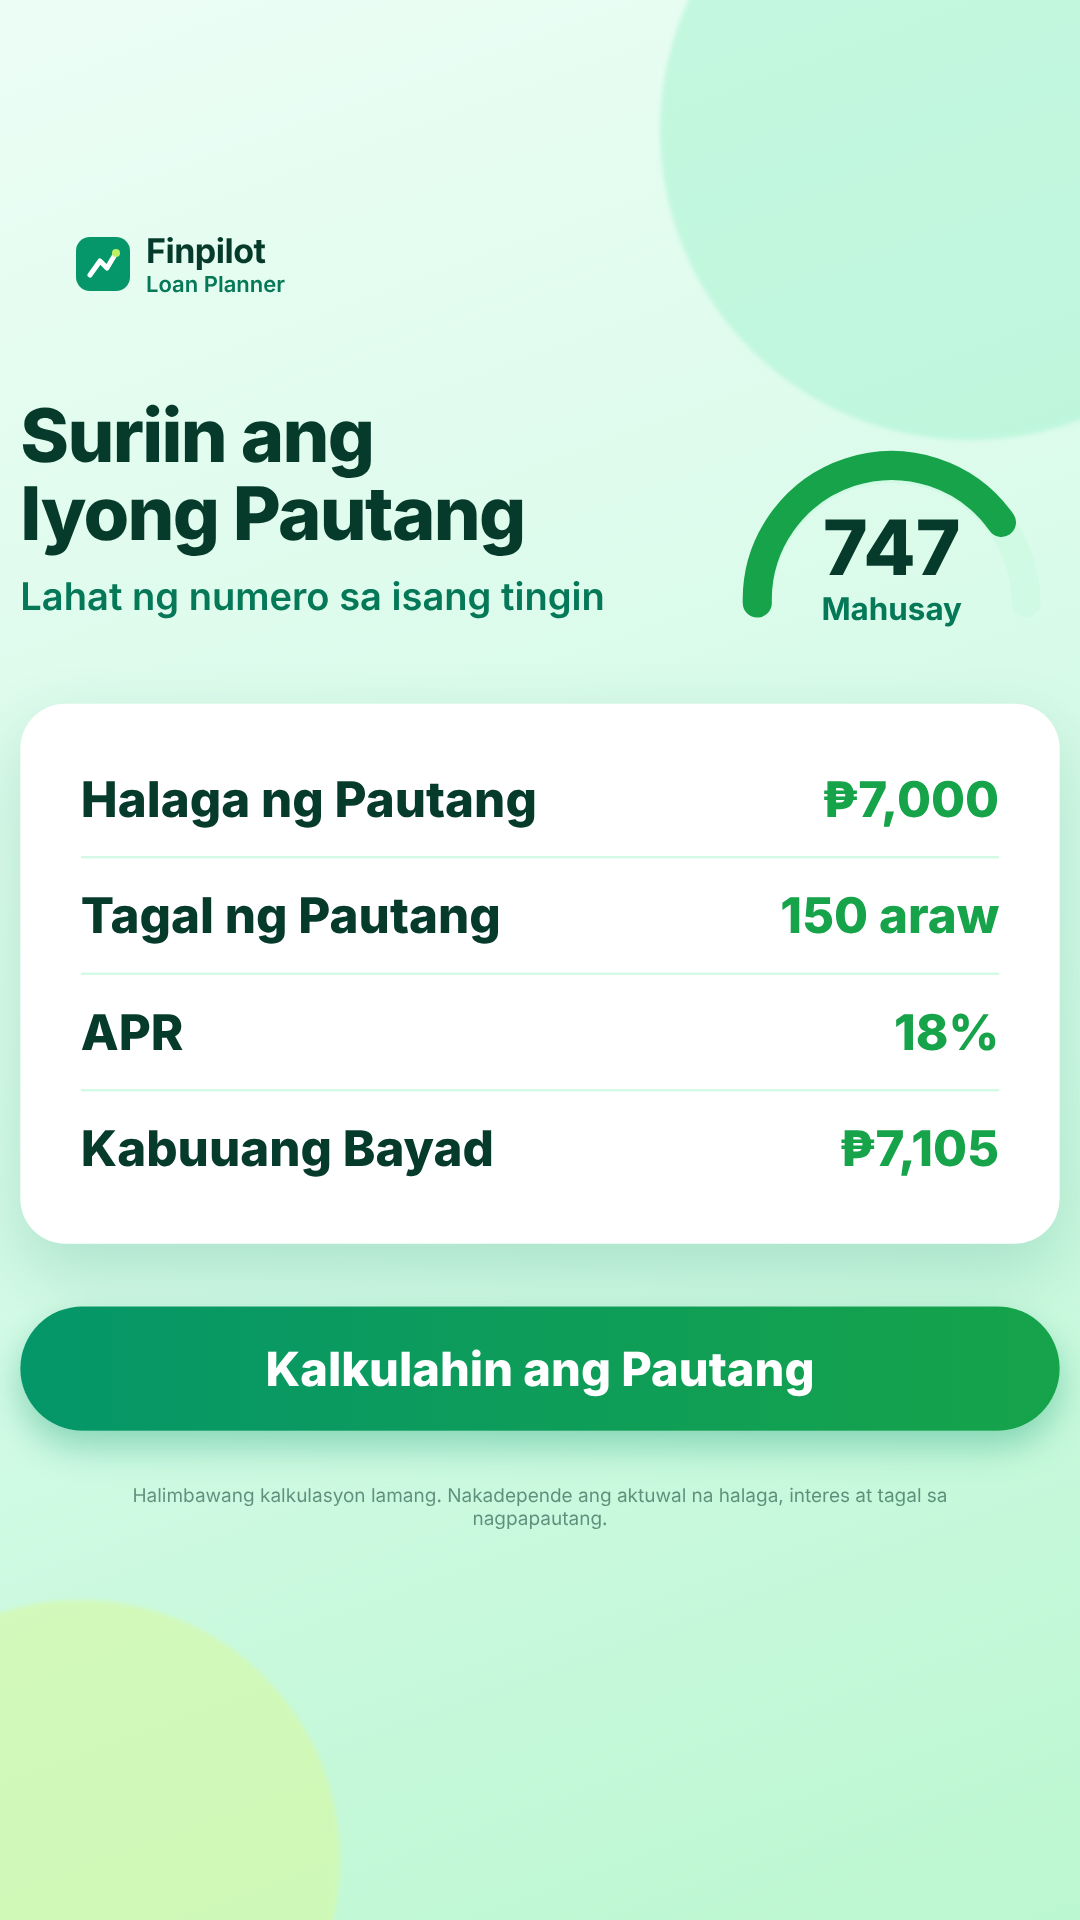 Finpilot
Loan Planner
Suriin ang
Iyong Pautang
Lahat ng numero sa isang tingin
747
Mahusay
Halaga ng Pautang ₱7,000
Tagal ng Pautang 150 araw
APR 18%
Kabuuang Bayad ₱7,105
Kalkulahin ang Pautang
Halimbawang kalkulasyon lamang. Nakadepende ang aktuwal na halaga, interes at tagal sa
nagpapautang.